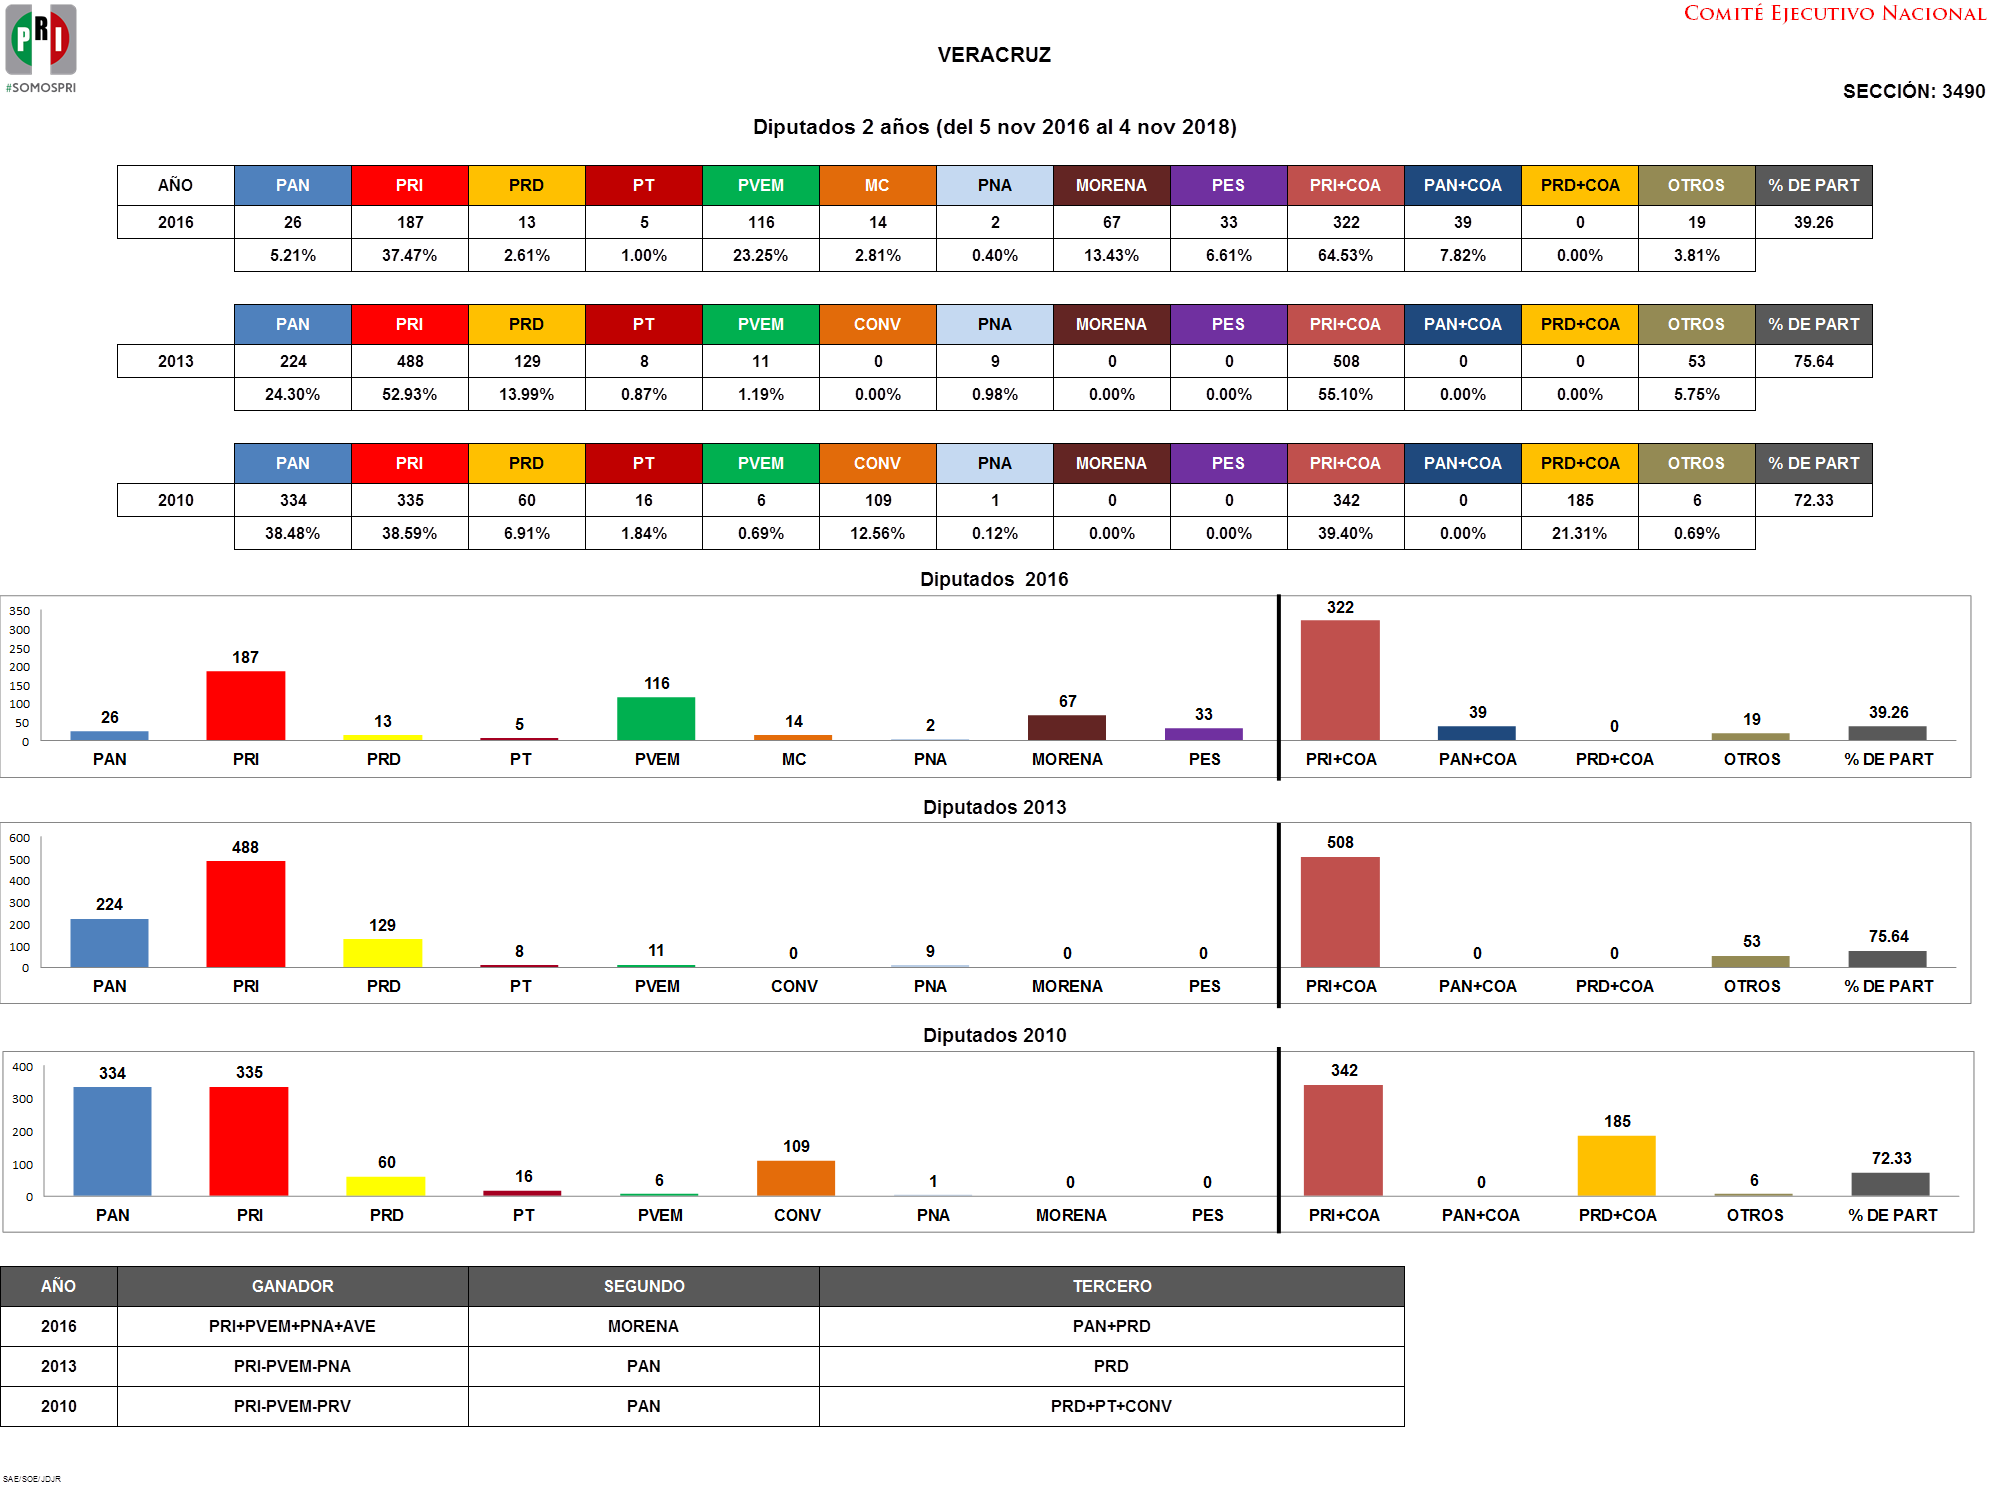 PRI
#SOMOSPRI
COMITÉ EJECUTIVO NACIONAL
VERACRUZ
SECCIÓN: 3490
Diputados 2 años (del 5 nov 2016 al 4 nov 2018)
AÑO PAN PRI PRD PT PVEM MC PNA MORENA PES PRI+COA PAN+COA PRD+COA OTROS % DE PART
2016 26 187 13 5 116 14 2 67 33 322 39 0 19 39.26
5.21% 37.47% 2.61% 1.00% 23.25% 2.81% 0.40% 13.43% 6.61% 64.53% 7.82% 0.00% 3.81%
PAN PRI PRD PT PVEM CONV PNA MORENA PES PRI+COA PAN+COA PRD+COA OTROS % DE PART
2013 224 488 129 8 11 0 9 0 0 508 0 0 53 75.64
24.30% 52.93% 13.99% 0.87% 1.19% 0.00% 0.98% 0.00% 0.00% 55.10% 0.00% 0.00% 5.75%
PAN PRI PRD PT PVEM CONV PNA MORENA PES PRI+COA PAN+COA PRD+COA OTROS % DE PART
2010 334 335 60 16 6 109 1 0 0 342 0 185 6 72.33
38.48% 38.59% 6.91% 1.84% 0.69% 12.56% 0.12% 0.00% 0.00% 39.40% 0.00% 21.31% 0.69%
Diputados 2016
350
300
250
200
150
100
50
0
26 187 13 5 116 14 2 67 33 322 39 0 19 39.26
PAN PRI PRD PT PVEM MC PNA MORENA PES PRI+COA PAN+COA PRD+COA OTROS % DE PART
Diputados 2013
600
500
400
300
200
100
0
224 488 129 8 11 0 9 0 0 508 0 0 53 75.64
PAN PRI PRD PT PVEM CONV PNA MORENA PES PRI+COA PAN+COA PRD+COA OTROS % DE PART
Diputados 2010
400
300
200
100
0
334 335 60 16 6 109 1 0 0 342 0 185 6 72.33
PAN PRI PRD PT PVEM CONV PNA MORENA PES PRI+COA PAN+COA PRD+COA OTROS % DE PART
AÑO GANADOR SEGUNDO TERCERO
2016 PRI+PVEM+PNA+AVE MORENA PAN+PRD
2013 PRI-PVEM-PNA PAN PRD
2010 PRI-PVEM-PRV PAN PRD+PT+CONV
SAE/SOE/JDJR